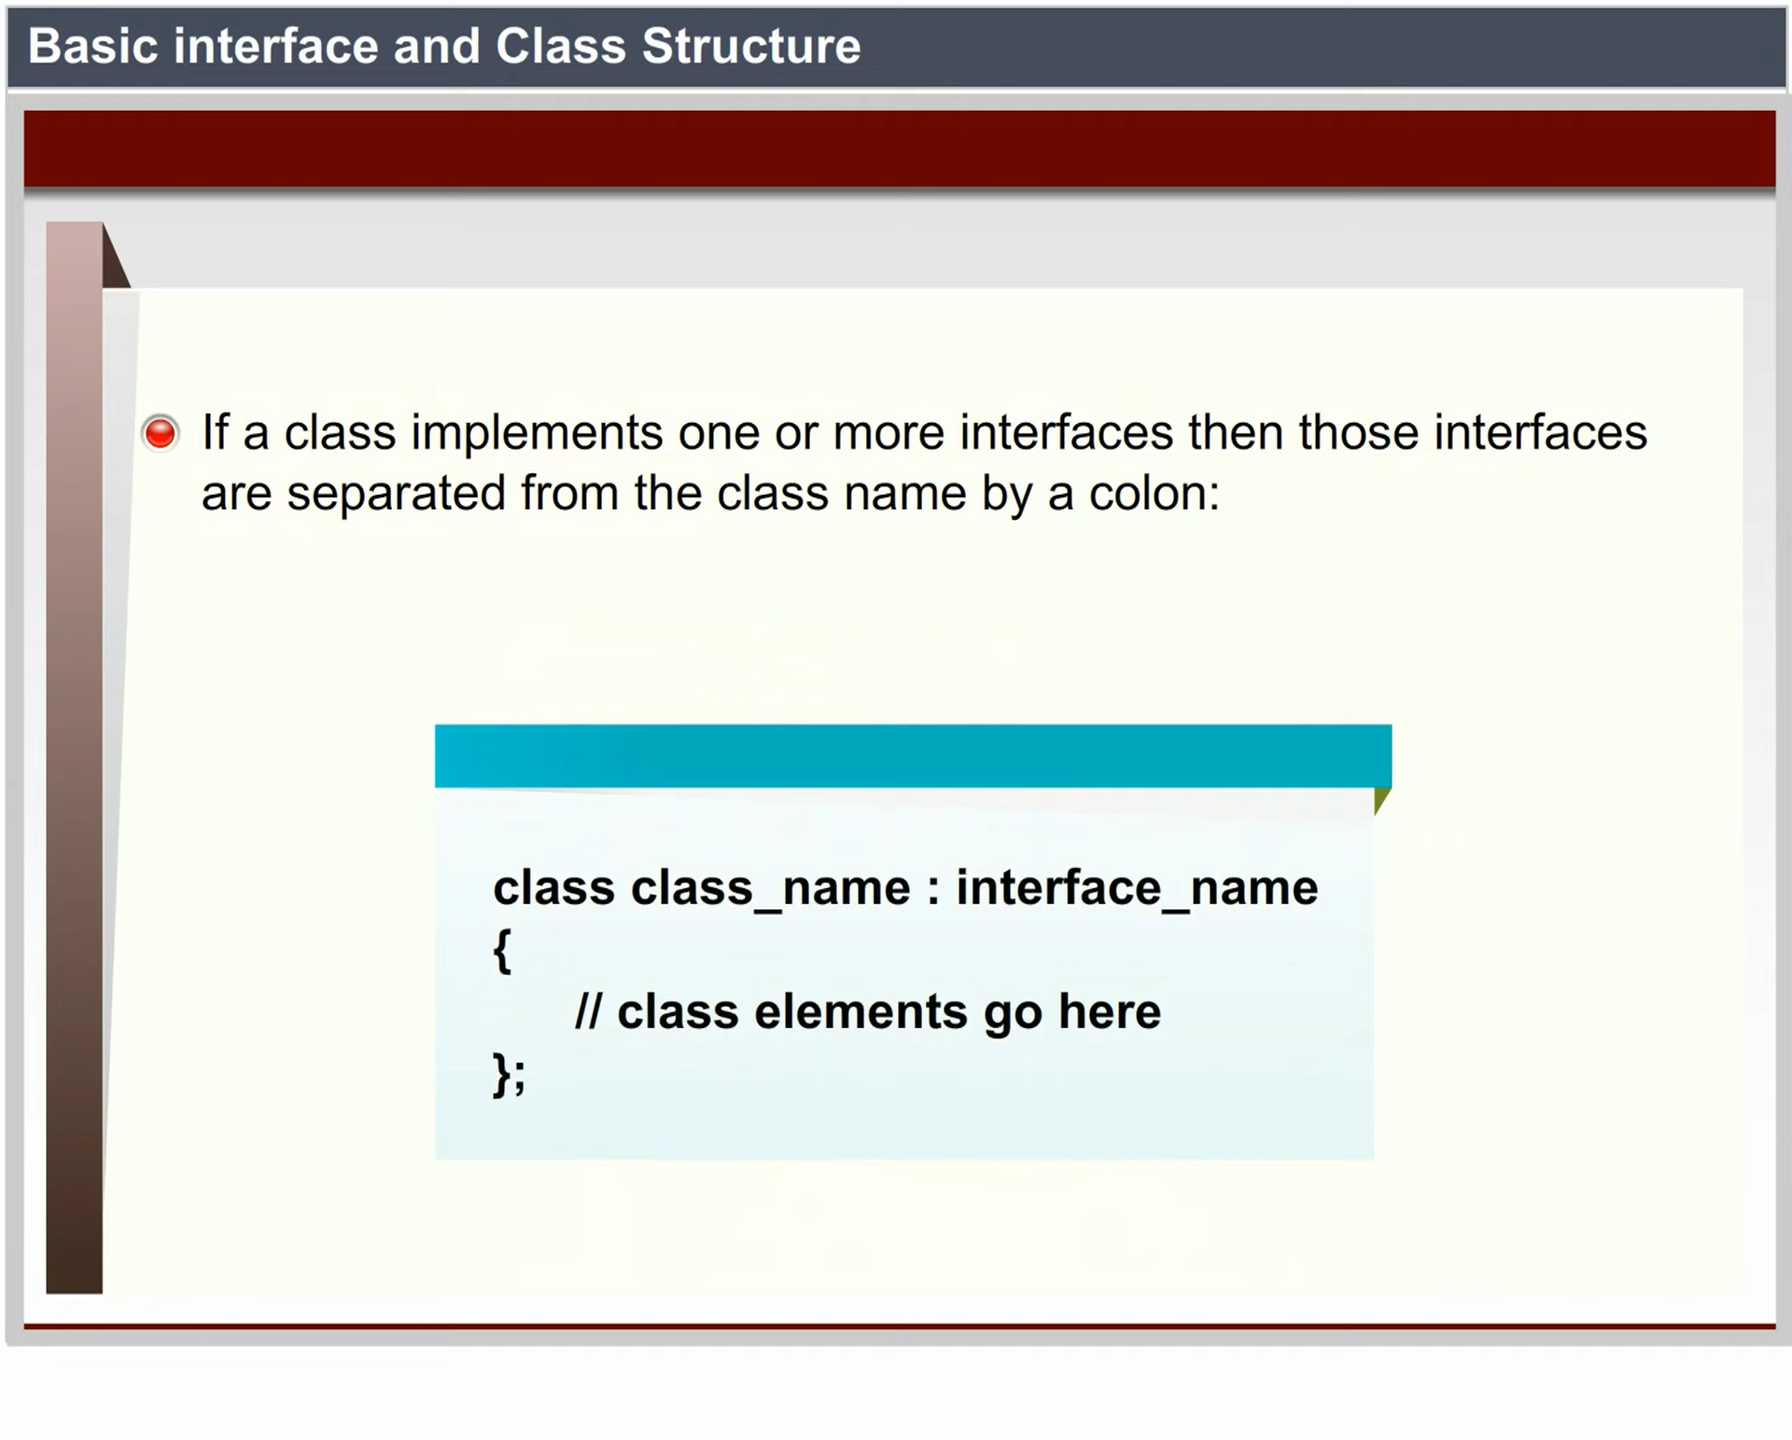 Basic interface and Class Structure
If a class implements one or more interfaces then those interfaces
are separated from the class name by a colon:
class class_name : interface_name
{
// class elements go here
};